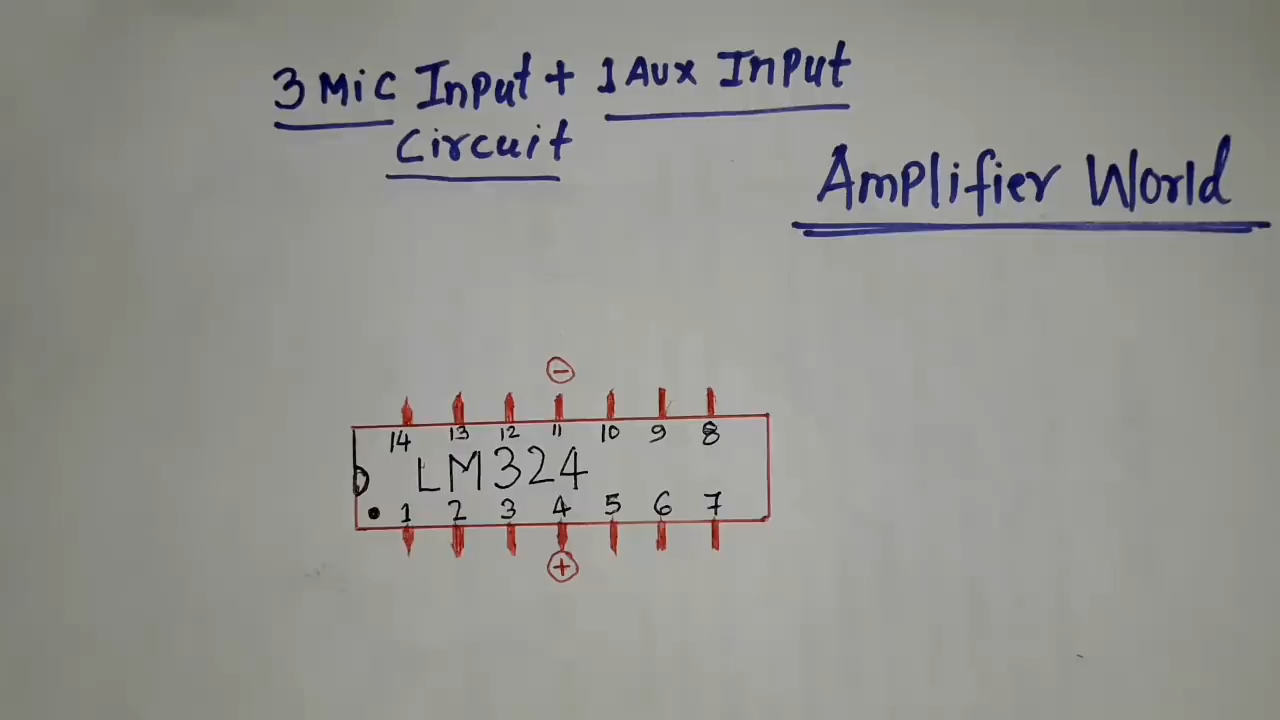 3 Mic Input + 1 Aux Input
Circuit
Amplifier World
−
14 13 12 11 10 9 8
LM324
1 2 3 4 5 6 7
+